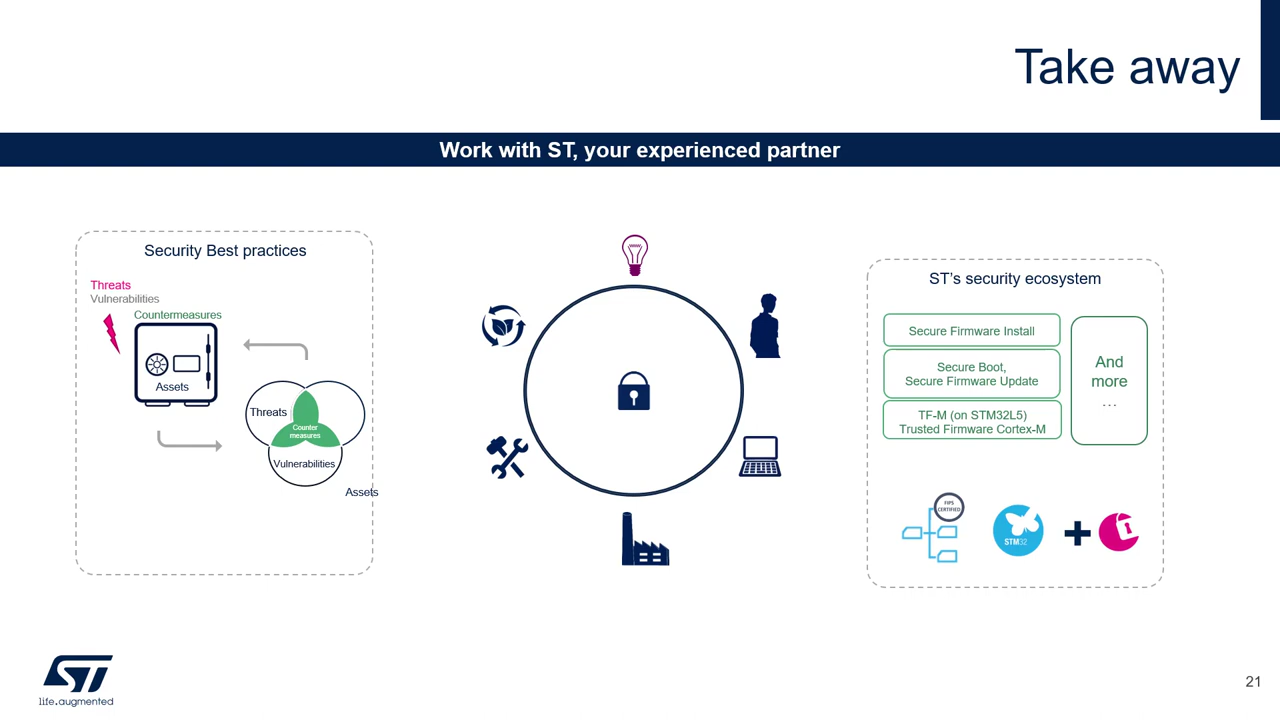 Take away
Work with ST, your experienced partner
Security Best practices
Threats
Vulnerabilities
Countermeasures
Assets
Threats
Counter
measures
Vulnerabilities
Assets
ST's security ecosystem
Secure Firmware Install
Secure Boot,
Secure Firmware Update
TF-M (on STM32L5)
Trusted Firmware Cortex-M
And
more
...
FIPS
CERTIFIED
STM32
ST
life.augmented
21